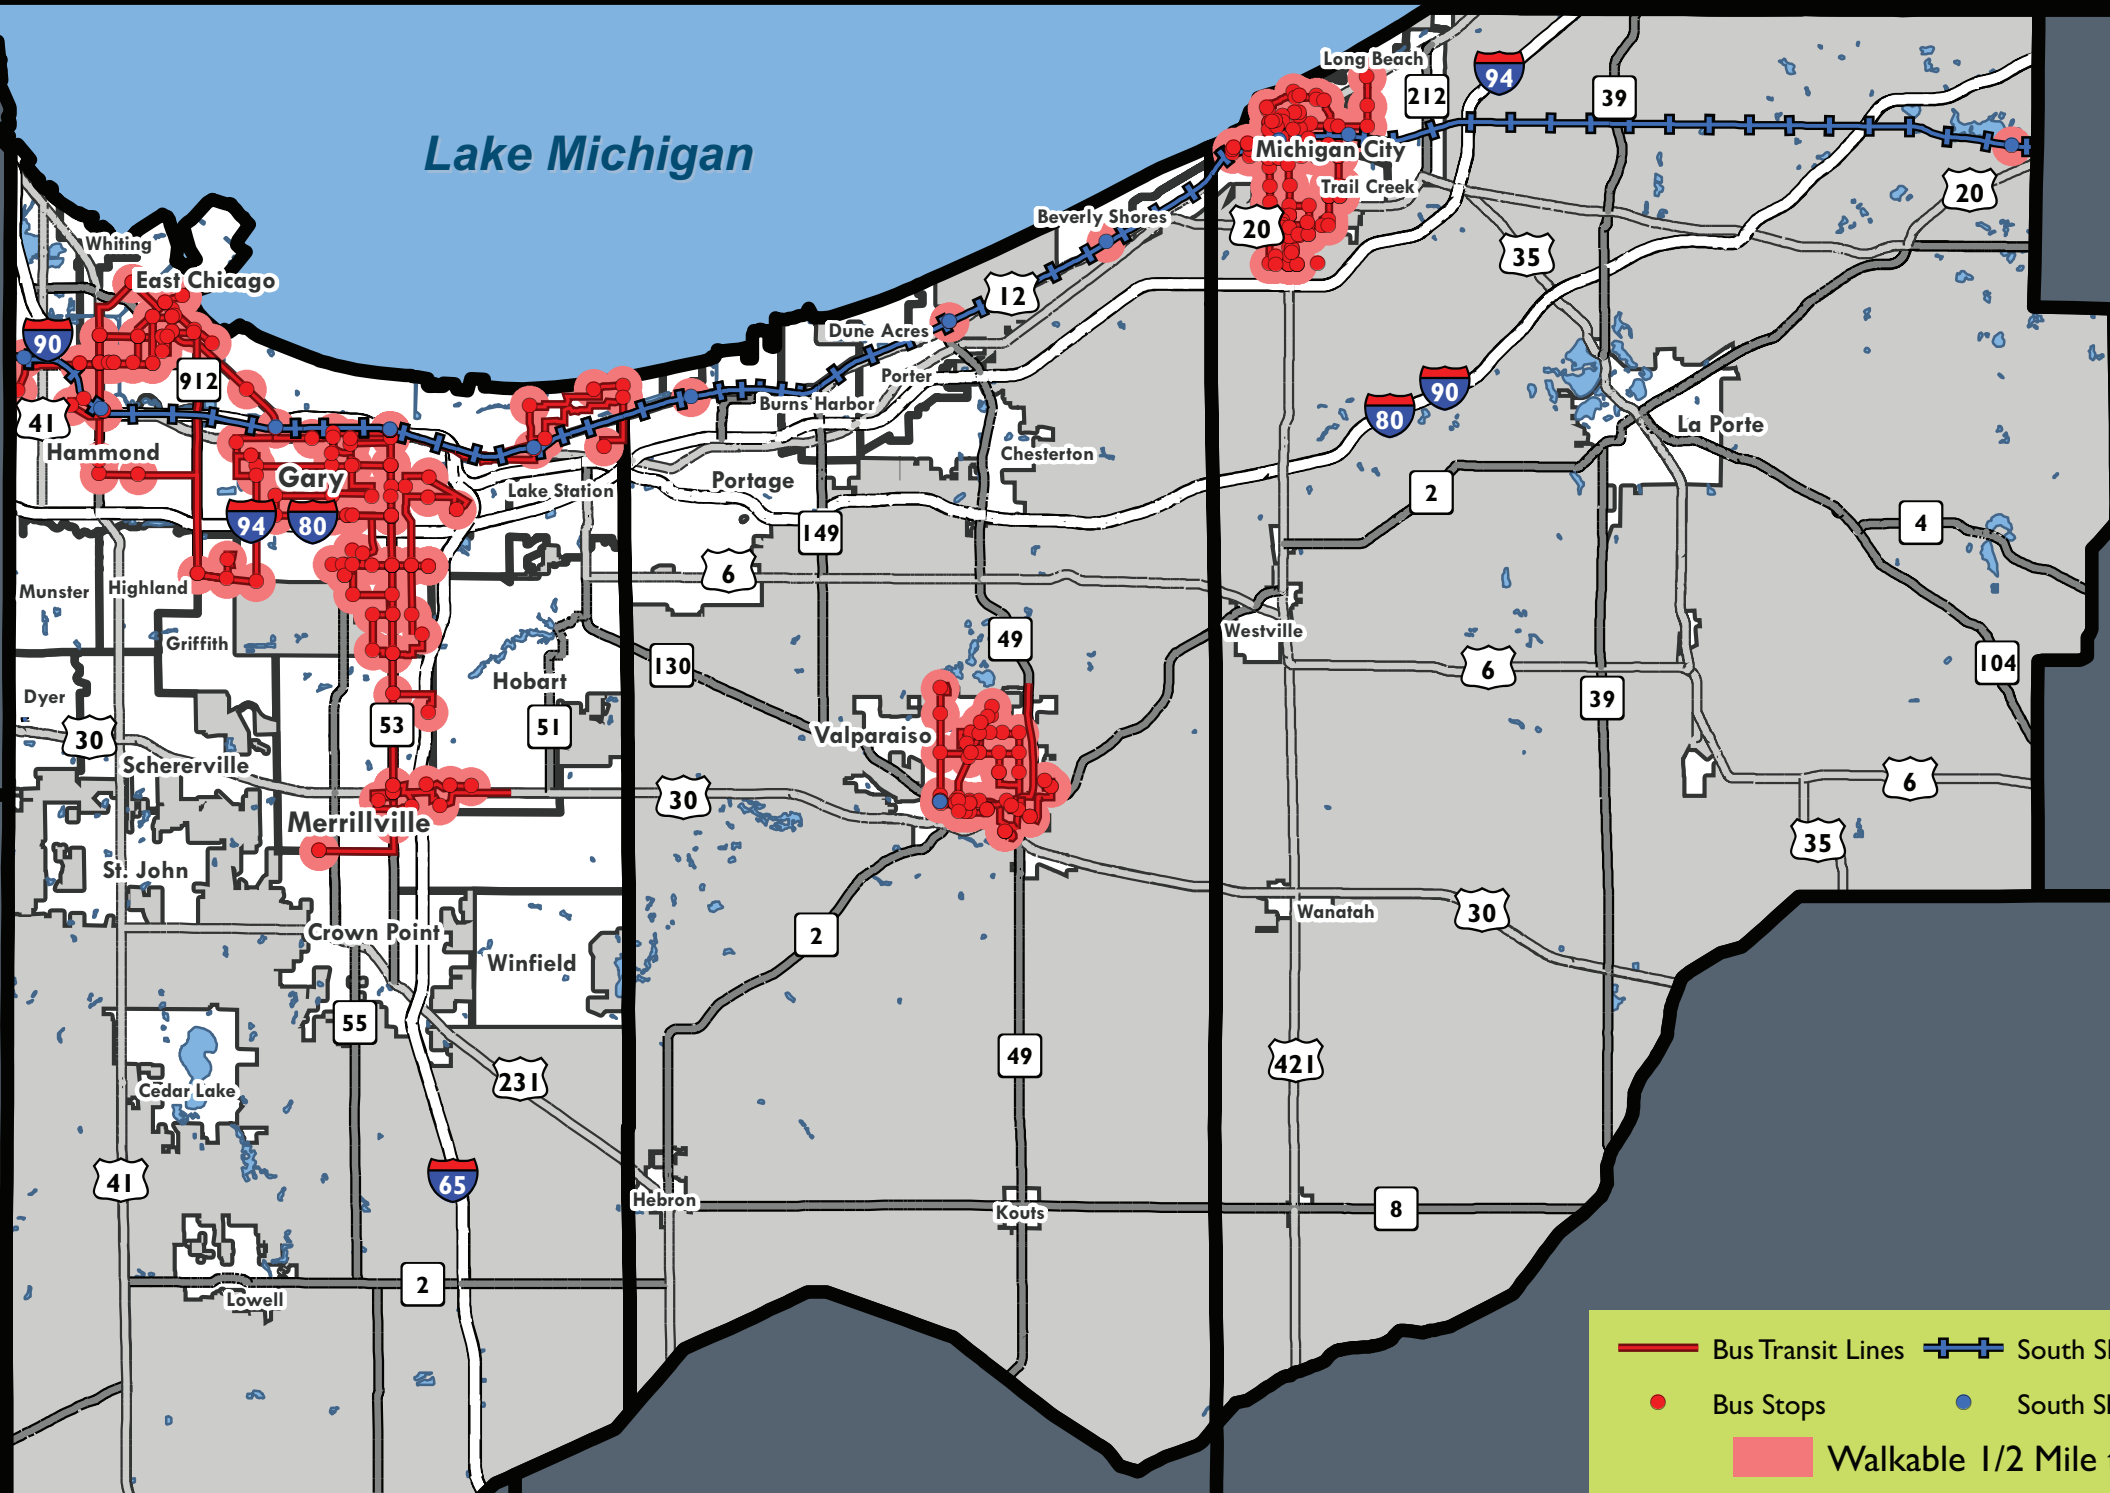 Long Beach
94
212
39
Lake Michigan
Michigan City
Trail Creek
20
Beverly Shores
20
Whiting
35
East Chicago
12
Dune Acres
90
912
Porter
90
80
Burns Harbor
41
La Porte
Hammond
Chesterton
Gary
Portage
Lake Station
2
94
80
4
149
6
Munster
Highland
Westville
49
Griffith
130
6
104
Hobart
Dyer
39
53
51
30
Valparaiso
Schererville
6
30
Merrillville
35
St. John
Wanatah
30
Crown Point
2
Winfield
55
49
421
231
Cedar Lake
41
65
Hebron
Kouts
8
2
Lowell
Bus Transit Lines
South S
Bus Stops
South S
Walkable 1/2 Mile